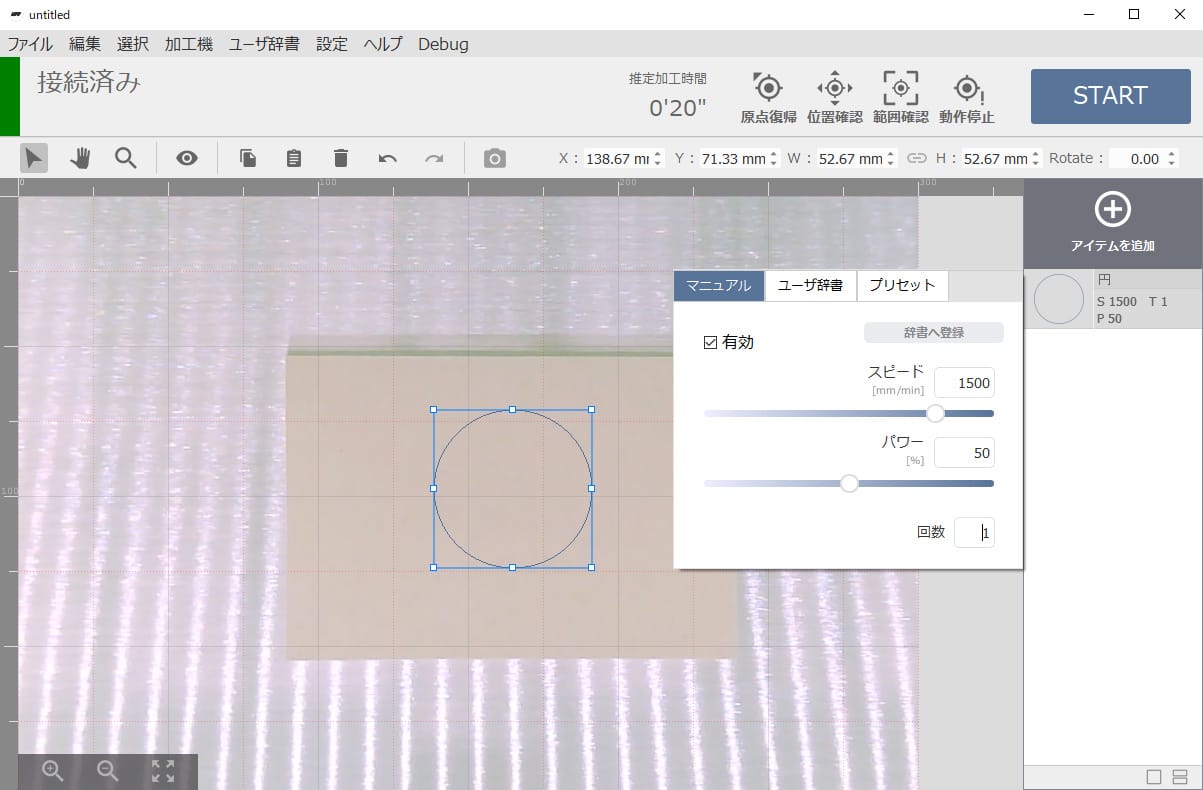 untitled
ファイル 編集 選択 加工機 ユーザ辞書 設定 ヘルプ Debug
接続済み
推定加工時間
0'20"
原点復帰 位置確認 範囲確認 動作停止
START
X : 138.67 mm Y : 71.33 mm W : 52.67 mm H : 52.67 mm Rotate : 0.00
0 100 200 300
アイテムを追加
円
S 1500 T 1
P 50
マニュアル ユーザ辞書 プリセット
有効
辞書へ登録
スピード
[mm/min]
1500
パワー
[%]
50
回数 1
100